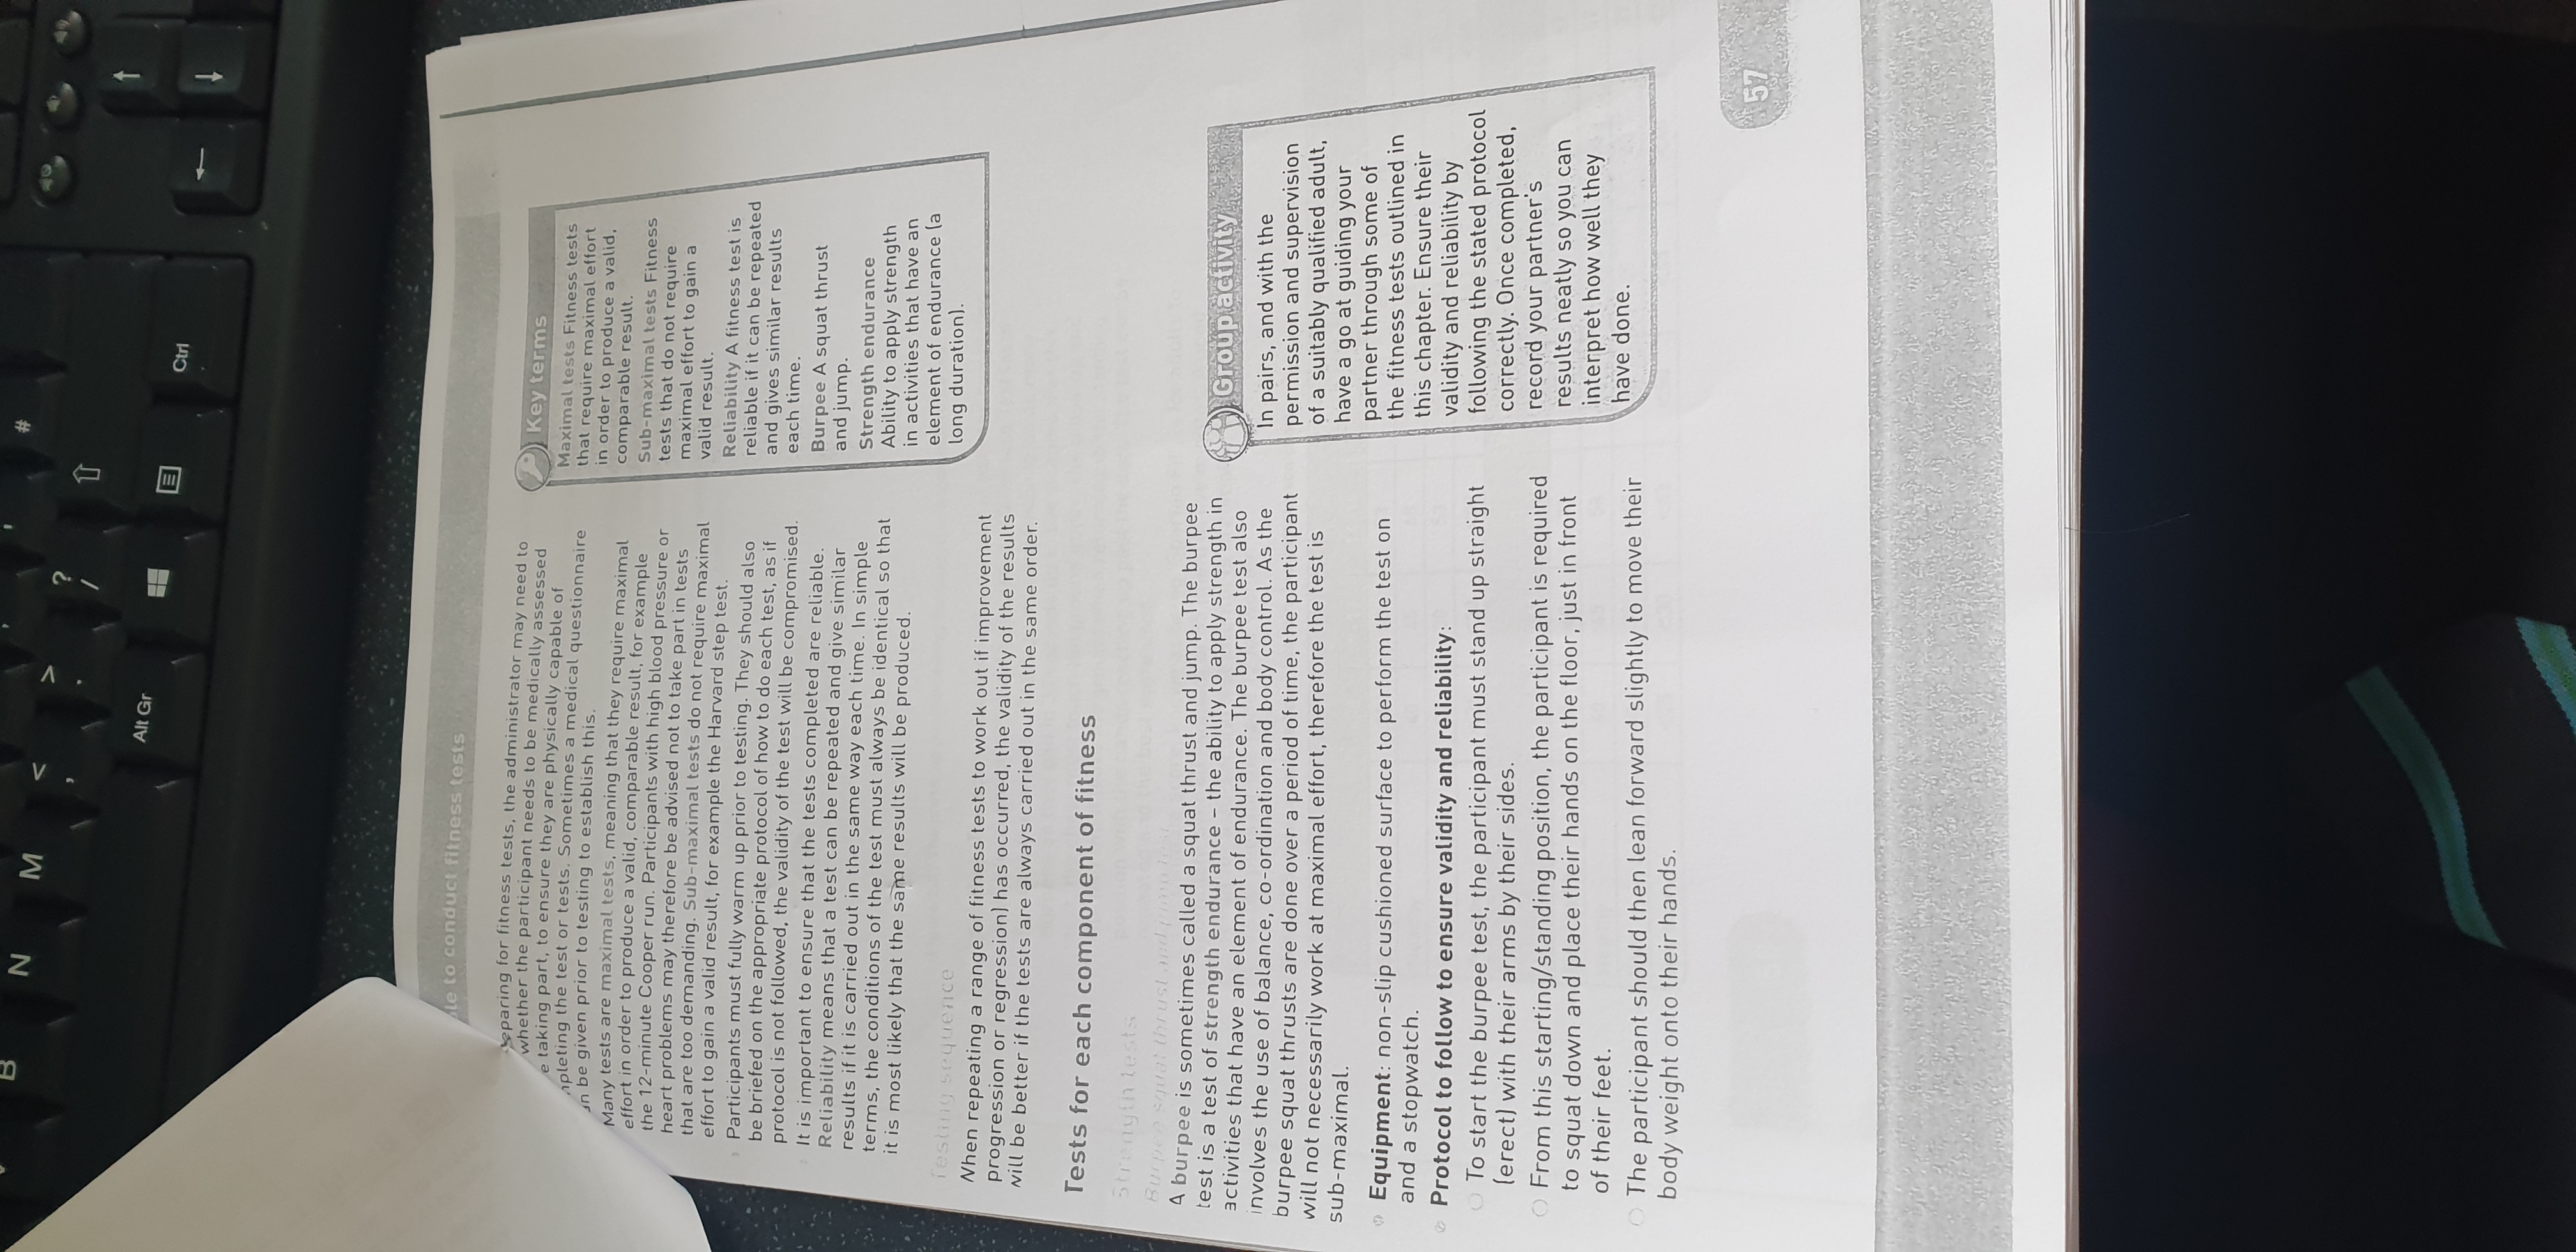 B N M < , > . ? / ⇧ #
Alt Gr Ctrl
↑
← ↓
le to conduct fitness tests
paring for fitness tests, the administrator may need to
whether the participant needs to be medically assessed
e taking part, to ensure they are physically capable of
pleting the test or tests. Sometimes a medical questionnaire
n be given prior to testing to establish this.
Many tests are maximal tests, meaning that they require maximal
effort in order to produce a valid, comparable result, for example
the 12-minute Cooper run. Participants with high blood pressure or
heart problems may therefore be advised not to take part in tests
that are too demanding. Sub-maximal tests do not require maximal
effort to gain a valid result, for example the Harvard step test.
Participants must fully warm up prior to testing. They should also
be briefed on the appropriate protocol of how to do each test, as if
protocol is not followed, the validity of the test will be compromised.
It is important to ensure that the tests completed are reliable.
Reliability means that a test can be repeated and give similar
results if it is carried out in the same way each time. In simple
terms, the conditions of the test must always be identical so that
it is most likely that the same results will be produced.
Testing sequence
When repeating a range of fitness tests to work out if improvement
progression or regression) has occurred, the validity of the results
will be better if the tests are always carried out in the same order.
Tests for each component of fitness
Strength tests
Burpee squat thrust and jump test
A burpee is sometimes called a squat thrust and jump. The burpee
test is a test of strength endurance – the ability to apply strength in
activities that have an element of endurance. The burpee test also
involves the use of balance, co-ordination and body control. As the
burpee squat thrusts are done over a period of time, the participant
will not necessarily work at maximal effort, therefore the test is
sub-maximal.
Equipment: non-slip cushioned surface to perform the test on
and a stopwatch.
Protocol to follow to ensure validity and reliability:
To start the burpee test, the participant must stand up straight
(erect) with their arms by their sides.
From this starting/standing position, the participant is required
to squat down and place their hands on the floor, just in front
of their feet.
The participant should then lean forward slightly to move their
body weight onto their hands.
Key terms
Maximal tests Fitness tests
that require maximal effort
in order to produce a valid,
comparable result.
Sub-maximal tests Fitness
tests that do not require
maximal effort to gain a
valid result.
Reliability A fitness test is
reliable if it can be repeated
and gives similar results
each time.
Burpee A squat thrust
and jump.
Strength endurance
Ability to apply strength
in activities that have an
element of endurance (a
long duration).
Group activity
In pairs, and with the
permission and supervision
of a suitably qualified adult,
have a go at guiding your
partner through some of
the fitness tests outlined in
this chapter. Ensure their
validity and reliability by
following the stated protocol
correctly. Once completed,
record your partner's
results neatly so you can
interpret how well they
have done.
57